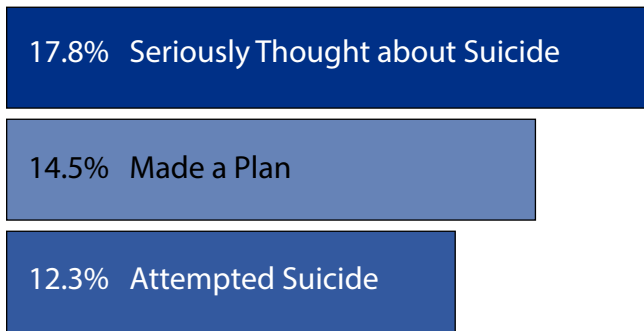 17.8% Seriously Thought about Suicide
14.5% Made a Plan
12.3% Attempted Suicide